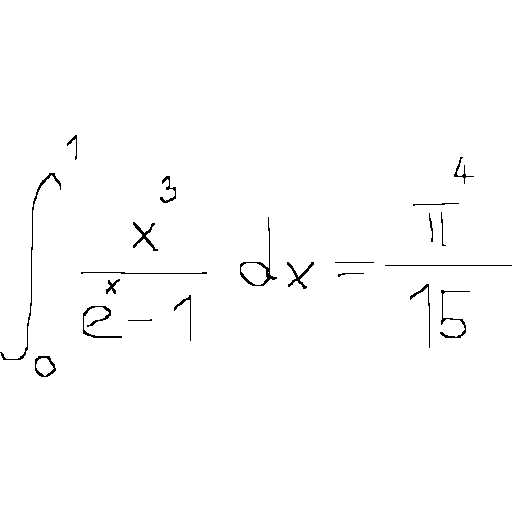 ∫₀¹ x³/(eˣ - 1) dx = π⁴/15